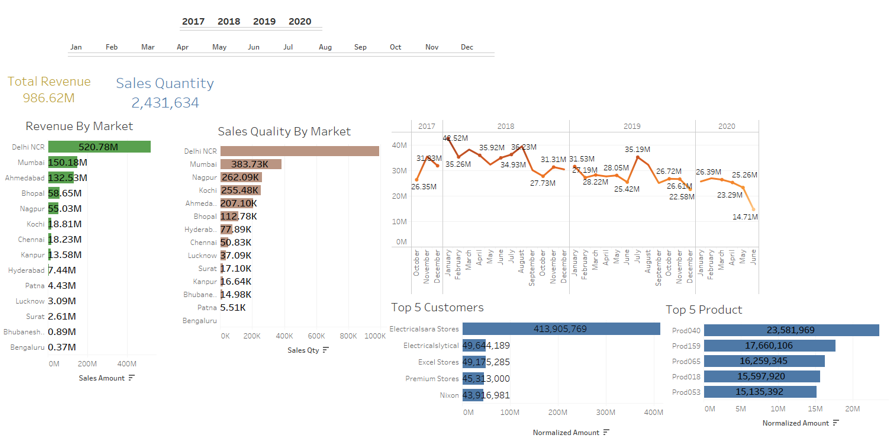 2017 2018 2019 2020
Jan Feb Mar Apr May Jun Jul Aug Sep Oct Nov Dec
Total Revenue
986.62M
Sales Quantity
2,431,634
Revenue By Market
Delhi NCR 520.78M
Mumbai 150.18M
Ahmedabad 132.53M
Bhopal 58.65M
Nagpur 55.03M
Kochi 18.81M
Chennai 18.23M
Kanpur 13.58M
Hyderabad 7.44M
Patna 4.43M
Lucknow 3.09M
Surat 2.61M
Bhubanesh... 0.89M
Bengaluru 0.37M
0M 200M 400M
Sales Amount
Sales Quality By Market
Delhi NCR
Mumbai 383.73K
Nagpur 262.09K
Kochi 255.48K
Ahmeda.. 207.10K
Bhopal 112.78K
Hyderab.. 77.89K
Chennai 50.83K
Lucknow 37.09K
Surat 17.10K
Kanpur 16.64K
Bhubane.. 14.98K
Patna 5.51K
Bengaluru
0K 200K 400K 600K 800K 1000K
Sales Qty
2017 2018 2019 2020
40M
30M
20M
10M
0M
26.35M
31.93M
42.52M
35.26M
35.92M
34.93M
36.23M
27.73M
31.31M
31.53M
27.19M
28.22M
28.05M
25.42M
35.19M
26.72M
26.61M
22.58M
26.39M
23.29M
25.26M
14.71M
October
November
December
January
February
March
April
May
June
July
August
September
October
November
December
January
February
March
April
May
June
July
August
September
October
November
December
January
February
March
April
May
June
Top 5 Customers
Electricalsara Stores 413,905,769
Electricalslytical 49,644,189
Excel Stores 49,175,285
Premium Stores 45,313,000
Nixon 43,916,981
0M 100M 200M 300M 400M
Normalized Amount
Top 5 Product
Prod040 23,581,969
Prod159 17,660,106
Prod065 16,259,345
Prod018 15,597,920
Prod053 15,135,392
0M 5M 10M 15M 20M
Normalized Amount